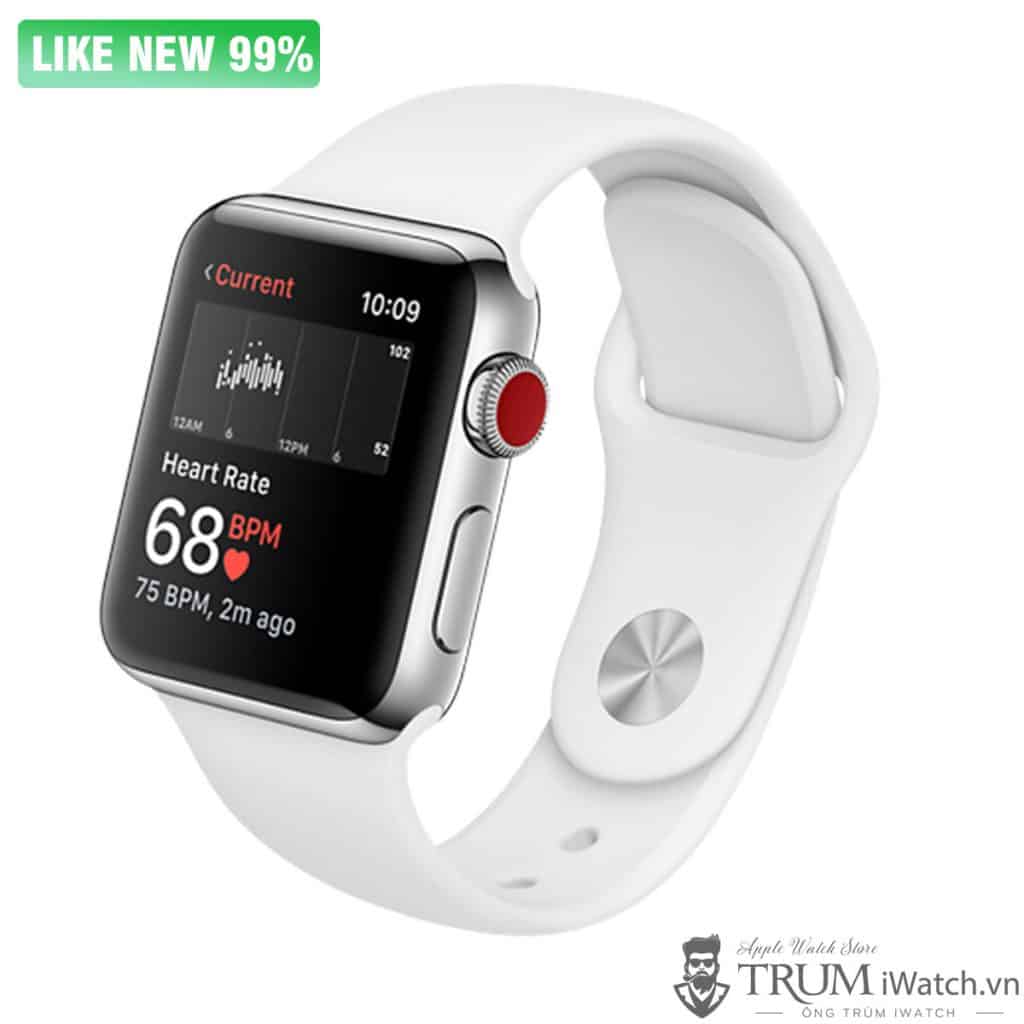 LIKE NEW 99%
‹Current
10:09
102
12AM 6 12PM 6 52
Heart Rate
68 BPM
75 BPM, 2m ago
Apple Watch Store
TRUM iWatch.vn
ÔNG TRÙM IWATCH